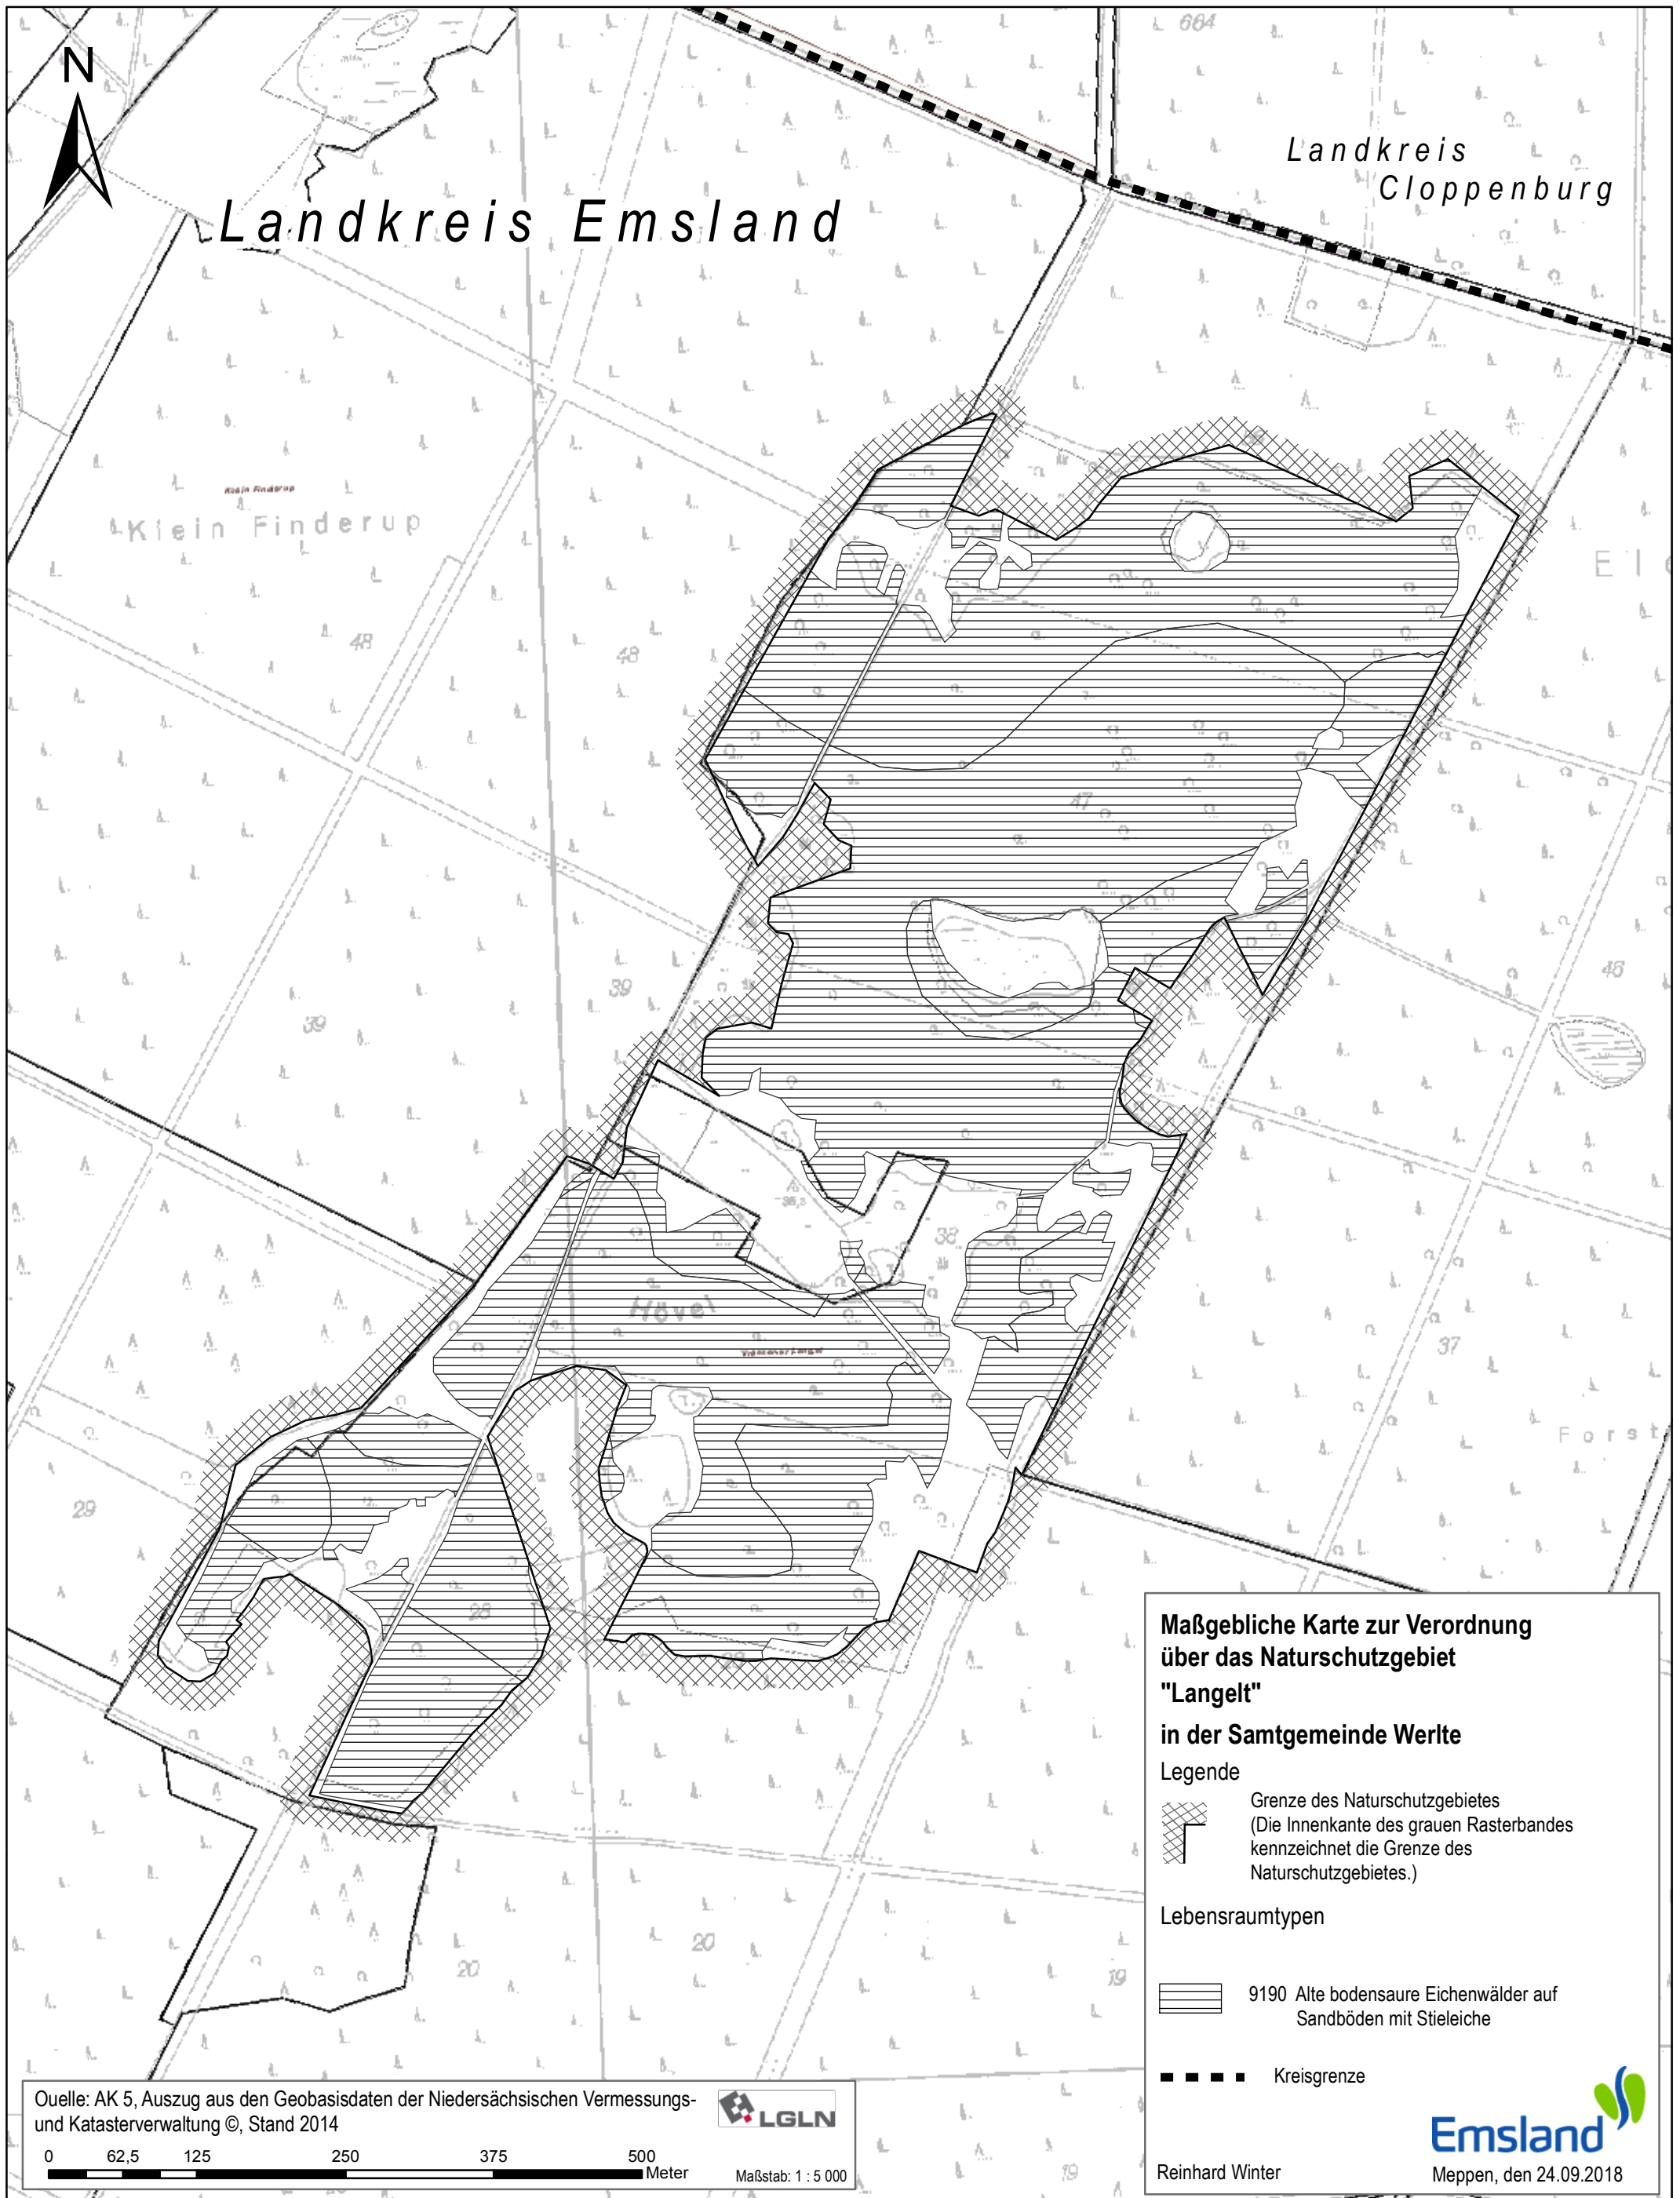 664
N
Landkreis
Cloppenburg
Landkreis Emsland
Klein Finderup
Klein Finderup
48
48
47
46
39
39
38
Hövel
37
Forst
29
28
28
20
20
19
19
Maßgebliche Karte zur Verordnung
über das Naturschutzgebiet
"Langelt"
in der Samtgemeinde Werlte
Legende
Grenze des Naturschutzgebietes
(Die Innenkante des grauen Rasterbandes
kennzeichnet die Grenze des
Naturschutzgebietes.)
Lebensraumtypen
9190 Alte bodensaure Eichenwälder auf
Sandböden mit Stieleiche
Kreisgrenze
Emsland
Reinhard Winter
Meppen, den 24.09.2018
Quelle: AK 5, Auszug aus den Geobasisdaten der Niedersächsischen Vermessungs-
und Katasterverwaltung ©, Stand 2014
LGLN
0 62,5 125 250 375 500
Meter
Maßstab: 1 : 5 000